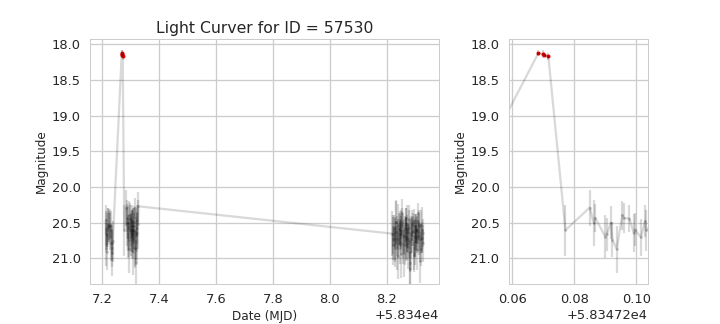 Light Curver for ID = 57530
18.0
18.5
19.0
19.5
20.0
20.5
21.0
Magnitude
7.2 7.4 7.6 7.8 8.0 8.2
Date (MJD)
+5.834e4
18.0
18.5
19.0
19.5
20.0
20.5
21.0
Magnitude
0.06 0.08 0.10
+5.83472e4